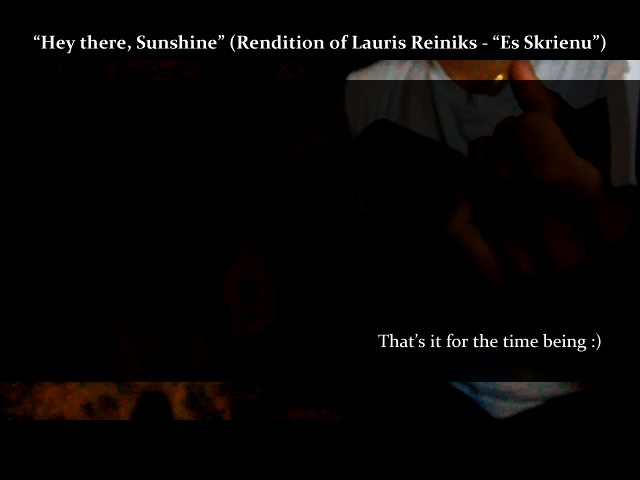 “Hey there, Sunshine” (Rendition of Lauris Reiniks - “Es Skrienu”)
That’s it for the time being :)